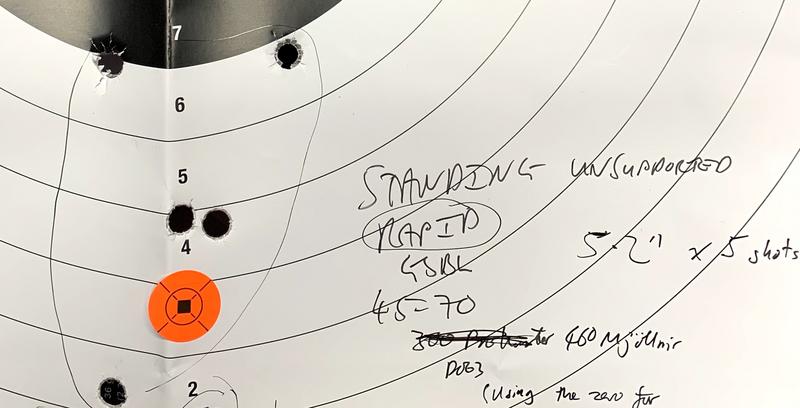 7
6
5
4
2
STANDING UNSUPPORTED
RAPID
5.2" x 5 shots
GSBL
45-70
460 Mjöllnir
(Using the zero for